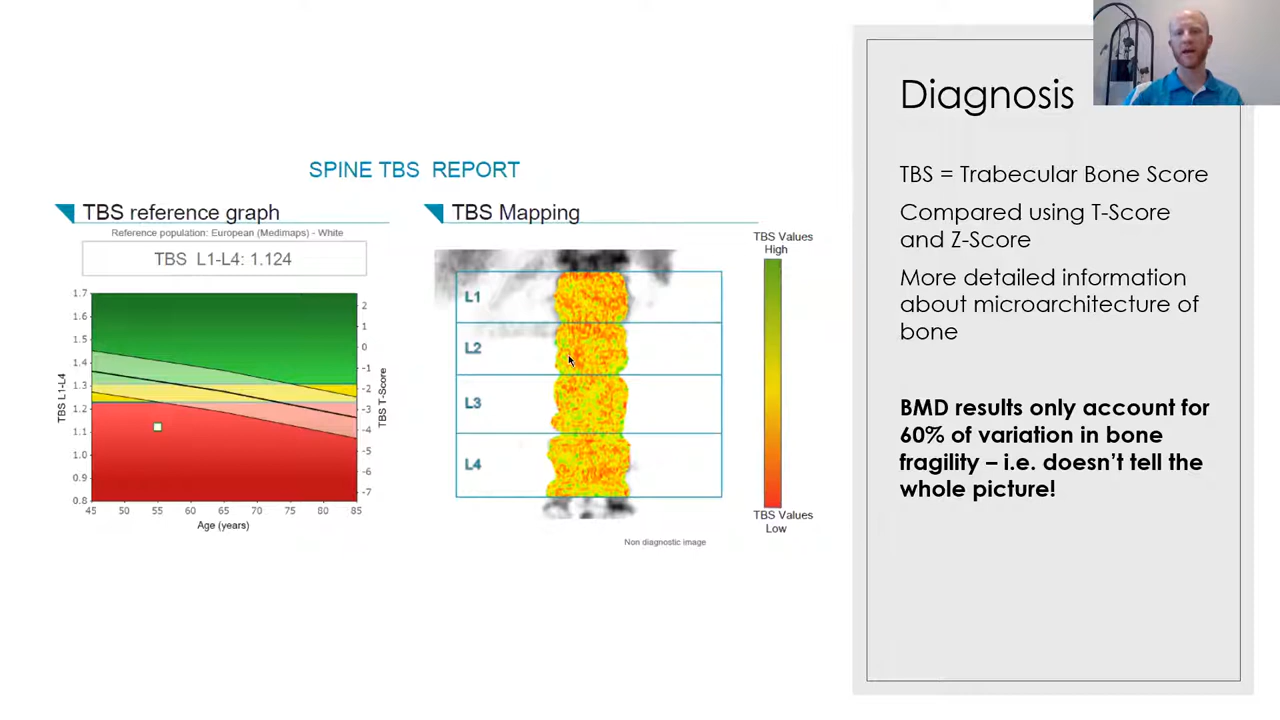 SPINE TBS  REPORT
TBS reference graph
Reference population: European (Medimaps) - White
TBS  L1-L4: 1.124
1.7
1.6
1.5
1.4
1.3
1.2
1.1
1.0
0.9
0.8
TBS L1-L4
2
1
0
-1
-2
-3
-4
-5
-6
-7
TBS T-Score
45 50 55 60 65 70 75 80 85
Age (years)
TBS Mapping
L1
L2
L3
L4
TBS Values
High
TBS Values
Low
Non diagnostic image
Diagnosis
TBS = Trabecular Bone Score
Compared using T-Score
and Z-Score
More detailed information
about microarchitecture of
bone
BMD results only account for
60% of variation in bone
fragility – i.e. doesn’t tell the
whole picture!